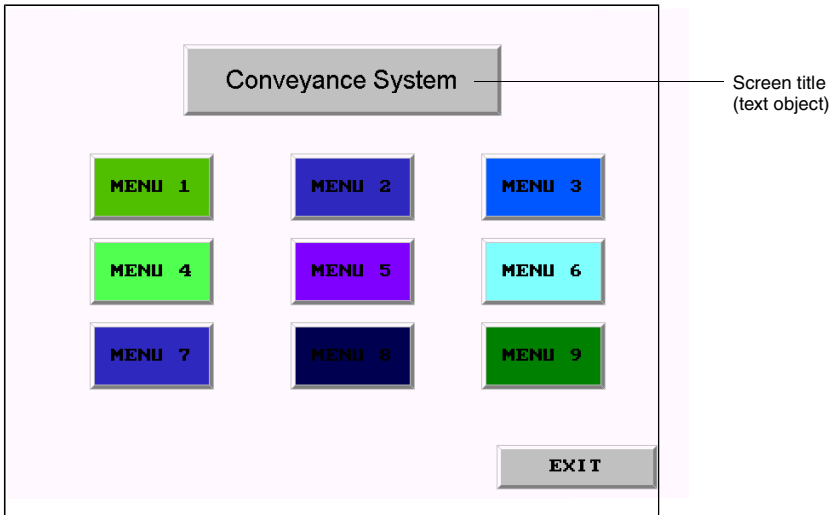 Conveyance System
Screen title
(text object)
MENU 1
MENU 2
MENU 3
MENU 4
MENU 5
MENU 6
MENU 7
MENU 8
MENU 9
EXIT